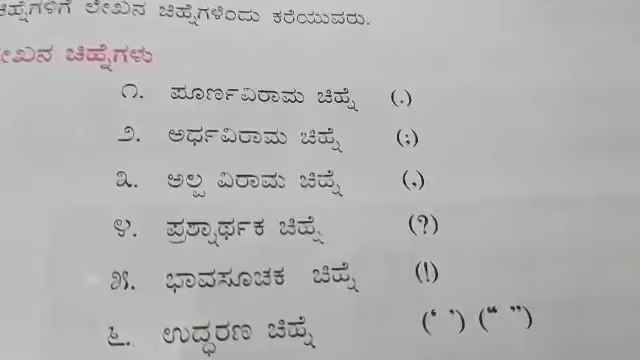 ಚಿಹ್ನೆಗಳಿಗೆ ಲೇಖನ ಚಿಹ್ನೆಗಳೆಂದು ಕರೆಯುವರು.
ಲೇಖನ ಚಿಹ್ನೆಗಳು
೧. ಪೂರ್ಣವಿರಾಮ ಚಿಹ್ನೆ (.)
೨. ಅರ್ಧವಿರಾಮ ಚಿಹ್ನೆ (;)
೩. ಅಲ್ಪ ವಿರಾಮ ಚಿಹ್ನೆ (,)
೪. ಪ್ರಶ್ನಾರ್ಥಕ ಚಿಹ್ನೆ (?)
೫. ಭಾವಸೂಚಕ ಚಿಹ್ನೆ (!)
೬. ಉದ್ಧರಣ ಚಿಹ್ನೆ (‘ ’) (“ ”)